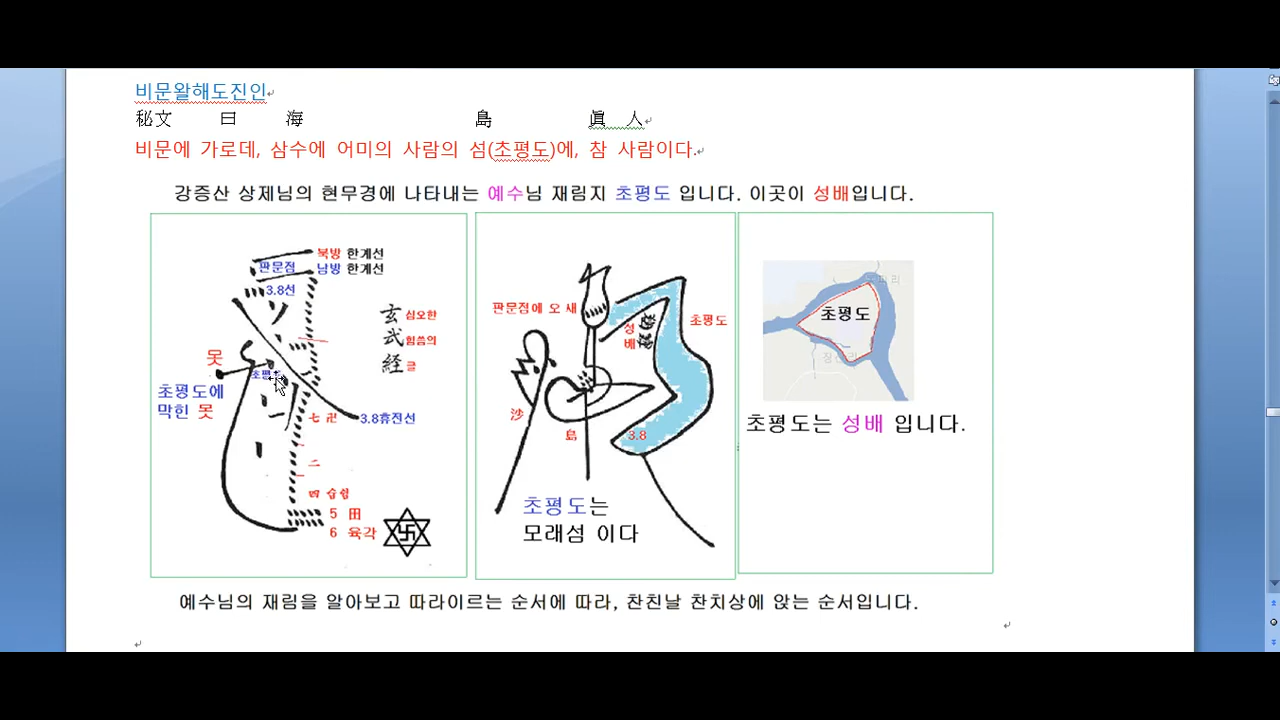 비문왈해도진인
秘文 曰 海 島 眞 人
비문에 가로데, 삼수에 어미의 사람의 섬(초평도)에, 참 사람이다.
강증산 상제님의 현무경에 나타내는 예수님 재림지 초평도 입니다. 이곳이 성배입니다.
북방 한계선
판문점 남방 한계선
3.8선
玄 심오한
武 힘씀의
経 글
못
초평도에
막힌 못
3.8휴전선
七 卍
二
四 습섭
5 田
6 육각
판문점에 오 새
성배
초평도
沙
島
3.8
초평도는
모래섬 이다
초평도
초평도는 성배 입니다.
예수님의 재림을 알아보고 따라이르는 순서에 따라, 찬친날 찬치상에 앉는 순서입니다.